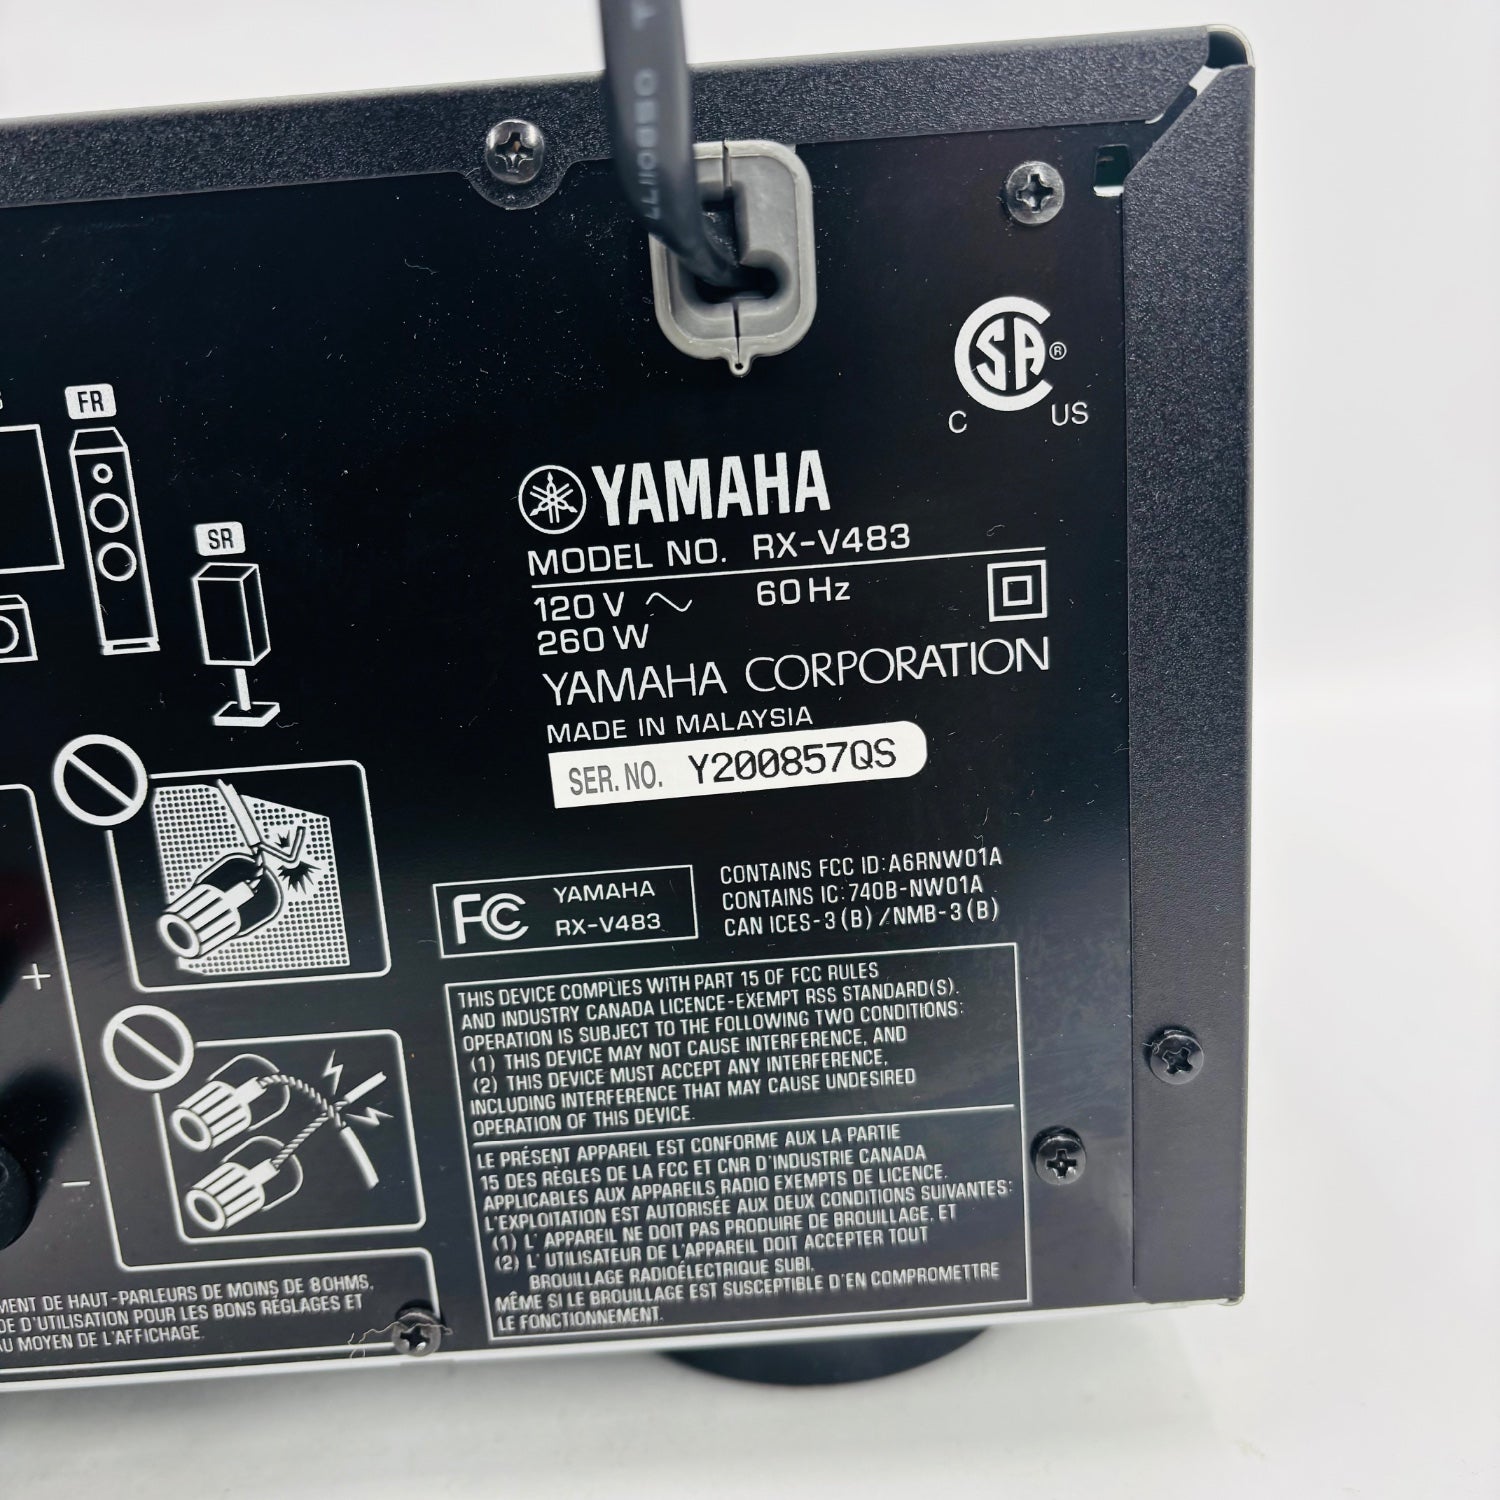 FR
SR
C
US
YAMAHA
MODEL NO. RX-V483
120 V ~ 60 Hz
260 W
YAMAHA CORPORATION
MADE IN MALAYSIA
SER. NO. Y200857QS
FC
YAMAHA
RX-V483
CONTAINS FCC ID:A6RNW01A
CONTAINS IC: 740B-NW01A
CAN ICES-3 (B) /NMB-3 (B)
THIS DEVICE COMPLIES WITH PART 15 OF FCC RULES
AND INDUSTRY CANADA LICENCE-EXEMPT RSS STANDARD(S).
OPERATION IS SUBJECT TO THE FOLLOWING TWO CONDITIONS:
(1) THIS DEVICE MAY NOT CAUSE INTERFERENCE, AND
(2) THIS DEVICE MUST ACCEPT ANY INTERFERENCE,
INCLUDING INTERFERENCE THAT MAY CAUSE UNDESIRED
OPERATION OF THIS DEVICE.
LE PRÉSENT APPAREIL EST CONFORME AUX LA PARTIE
15 DES RÈGLES DE LA FCC ET CNR D'INDUSTRIE CANADA
APPLICABLES AUX APPAREILS RADIO EXEMPTS DE LICENCE.
L'EXPLOITATION EST AUTORISÉE AUX DEUX CONDITIONS SUIVANTES:
(1) L' APPAREIL NE DOIT PAS PRODUIRE DE BROUILLAGE, ET
(2) L' UTILISATEUR DE L'APPAREIL DOIT ACCEPTER TOUT
BROUILLAGE RADIOÉLECTRIQUE SUBI,
MÊME SI LE BROUILLAGE EST SUSCEPTIBLE D'EN COMPROMETTRE
LE FONCTIONNEMENT.
+
−
DE HAUT-PARLEURS DE MOINS DE 8 OHMS,
D'UTILISATION POUR LES BONS RÉGLAGES ET
MOYEN DE L'AFFICHAGE.